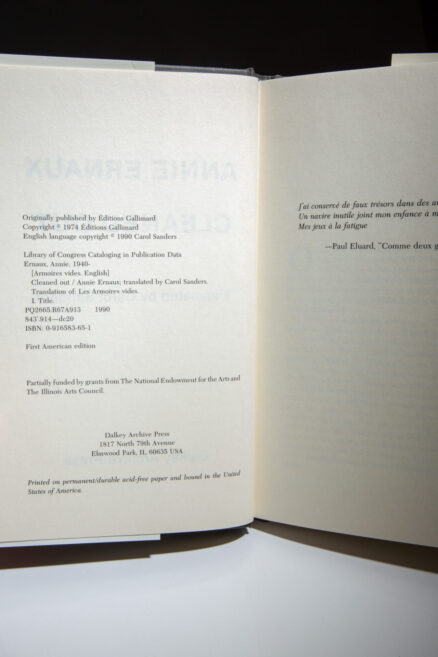 Originally published by Éditions Gallimard
Copyright © 1974 Éditions Gallimard
English language copyright © 1990 Carol Sanders
Library of Congress Cataloging in Publication Data
Ernaux, Annie. 1940-
[Armoires vides. English]
Cleaned out / Annie Ernaux; translated by Carol Sanders.
Translation of: Les Armoires vides.
I. Title.
PQ2665.R67A913 1990
843'.914—dc20
ISBN: 0-916583-65-1
First American edition
Partially funded by grants from The National Endowment for the Arts and
The Illinois Arts Council.
Dalkey Archive Press
1817 North 79th Avenue
Elmwood Park, IL 60635 USA
Printed on permanent/durable acid-free paper and bound in the United
States of America.
J'ai conservé de faux trésors dans des
Un navire inutile joint mon enfance à
Mes jeux à la fatigue
—Paul Eluard, "Comme deux